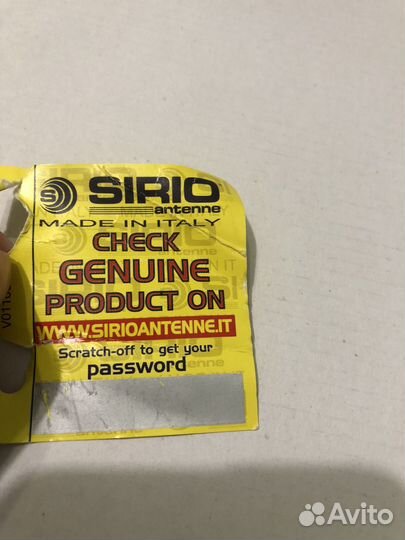 SIRIO
antenne
MADE IN ITALY
CHECK
GENUINE
PRODUCT ON
WWW.SIRIOANTENNE.IT
Scratch-off to get your
password
Avito